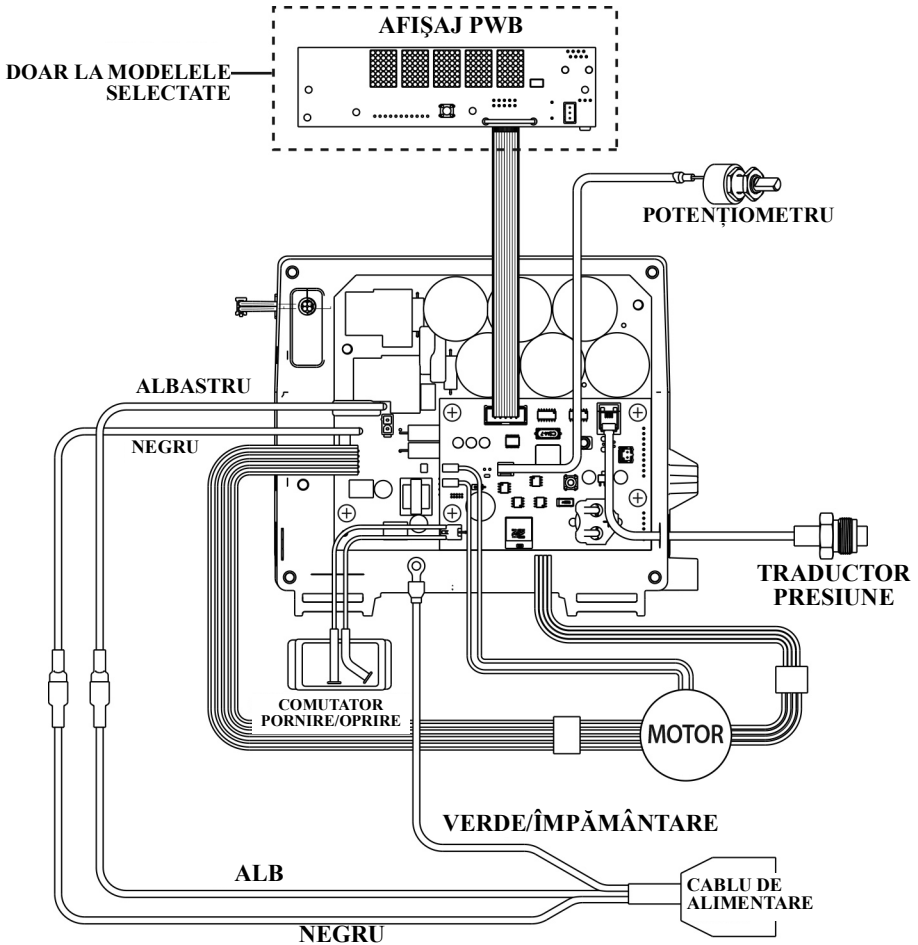 AFIŞAJ PWB
DOAR LA MODELELE
SELECTATE
POTENȚIOMETRU
ALBASTRU
NEGRU
TRADUCTOR
PRESIUNE
COMUTATOR
PORNIRE/OPRIRE
MOTOR
VERDE/ÎMPĂMÂNTARE
ALB
CABLU DE
ALIMENTARE
NEGRU